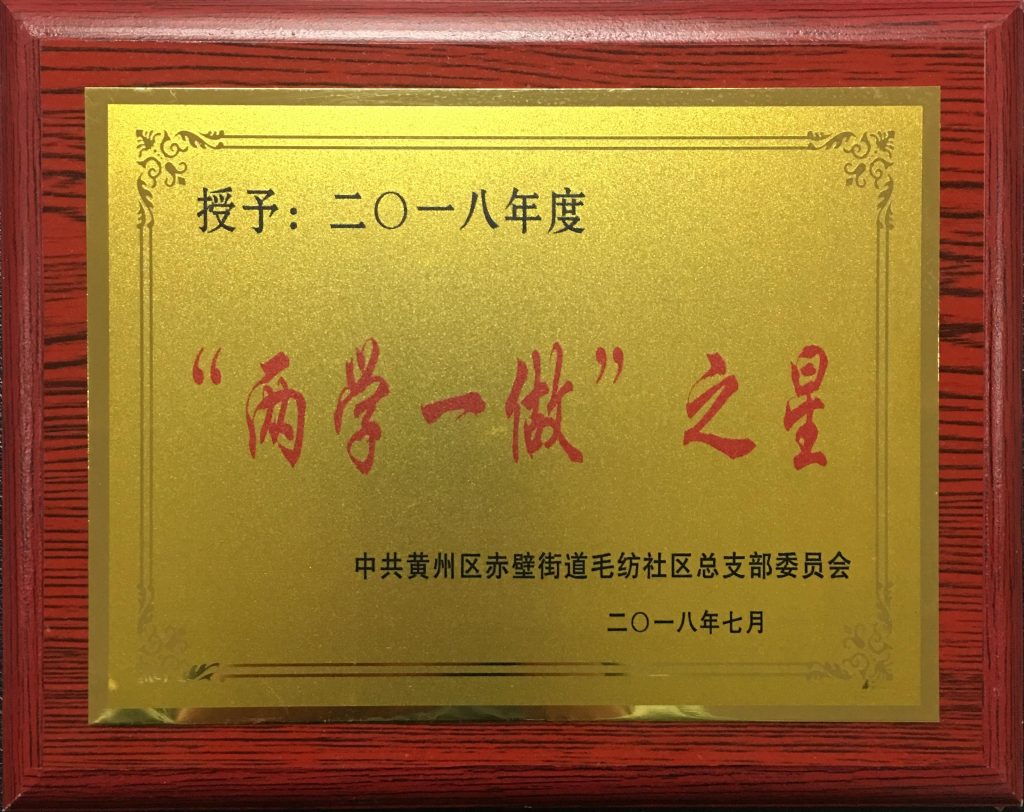 授予：二〇一八年度
“两学一做”之星
中共黄州区赤壁街道毛纺社区总支部委员会
二〇一八年七月